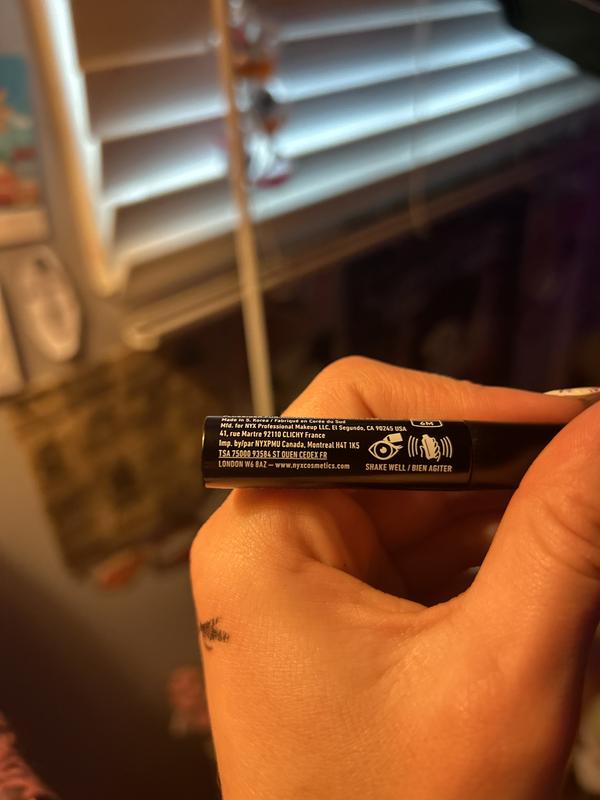 Made in S. Korea / Fabriqué en Corée du Sud
Mfd. for NYX Professional Makeup LLC, El Segundo, CA 90245 USA
41, rue Martre 92110 CLICHY France
Imp. by/par NYXPMU Canada, Montreal H4T 1K5
TSA 75000 93584 ST OUEN CEDEX FR
LONDON W6 8AZ — www.nyxcosmetics.com
6M
SHAKE WELL / BIEN AGITER